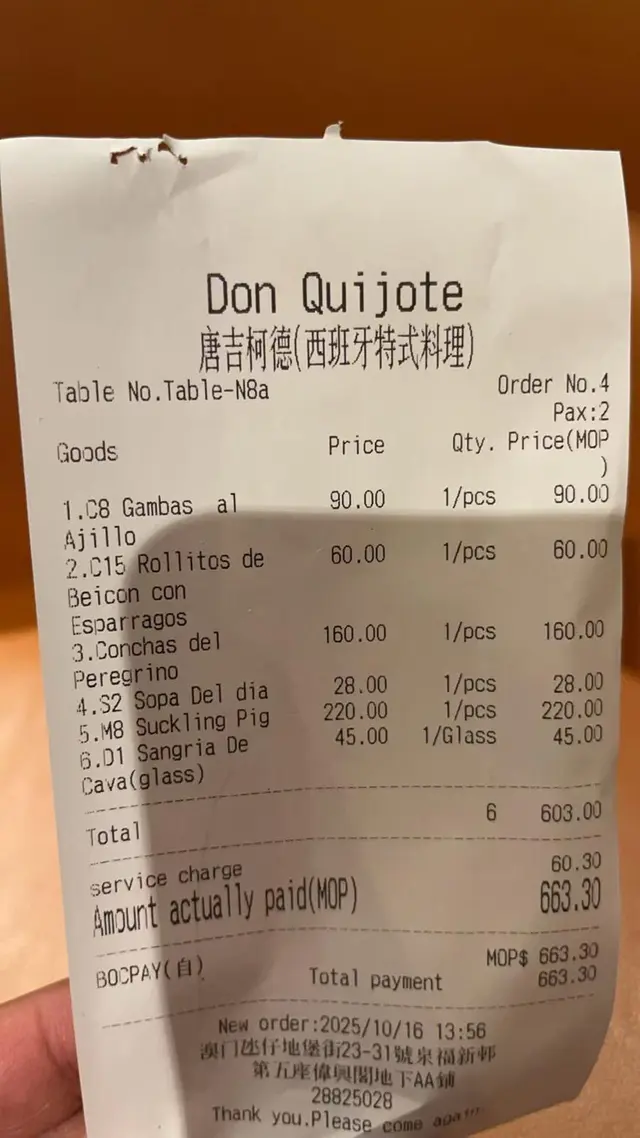 Don Quijote
唐吉柯德(西班牙特式料理)
Table No.Table-N8a Order No.4
Pax:2
Goods Price Qty. Price(MOP
)
1.C8 Gambas al 90.00 1/pcs 90.00
Ajillo
2.C15 Rollitos de 60.00 1/pcs 60.00
Beicon con
Esparragos
3.Conchas del 160.00 1/pcs 160.00
Peregrino
4.S2 Sopa Del dia 28.00 1/pcs 28.00
5.M8 Suckling Pig 220.00 1/pcs 220.00
6.D1 Sangria De 45.00 1/Glass 45.00
Cava(glass)
Total 6 603.00
service charge 60.30
Amount actually paid(MOP) 663.30
BOCPAY(自) MOP$ 663.30
Total payment 663.30
New order:2025/10/16 13:56
澳门氹仔地堡街23-31號泉福新邨
第五座偉興閣地下AA鋪
28825028
Thank you.Please come again